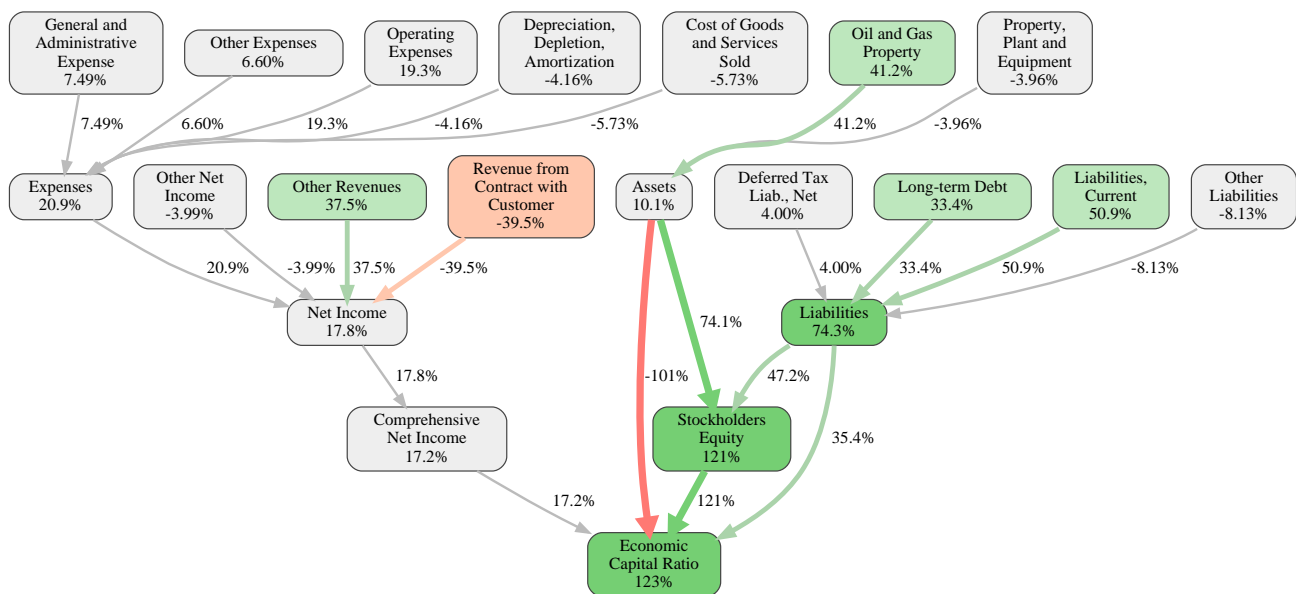 General and
Administrative
Expense
7.49%
Other Expenses
6.60%
Operating
Expenses
19.3%
Depreciation,
Depletion,
Amortization
-4.16%
Cost of Goods
and Services
Sold
-5.73%
Oil and Gas
Property
41.2%
Property,
Plant and
Equipment
-3.96%
7.49%
6.60%
19.3%
-4.16%
-5.73%
41.2%
-3.96%
Expenses
20.9%
Other Net
Income
-3.99%
Other Revenues
37.5%
Revenue from
Contract with
Customer
-39.5%
Assets
10.1%
Deferred Tax
Liab., Net
4.00%
Long-term Debt
33.4%
Liabilities,
Current
50.9%
Other
Liabilities
-8.13%
20.9%
-3.99%
37.5%
-39.5%
4.00%
33.4%
50.9%
-8.13%
Net Income
17.8%
74.1%
Liabilities
74.3%
17.8%
-101%
47.2%
Comprehensive
Net Income
17.2%
Stockholders
Equity
121%
35.4%
17.2%
121%
Economic
Capital Ratio
123%